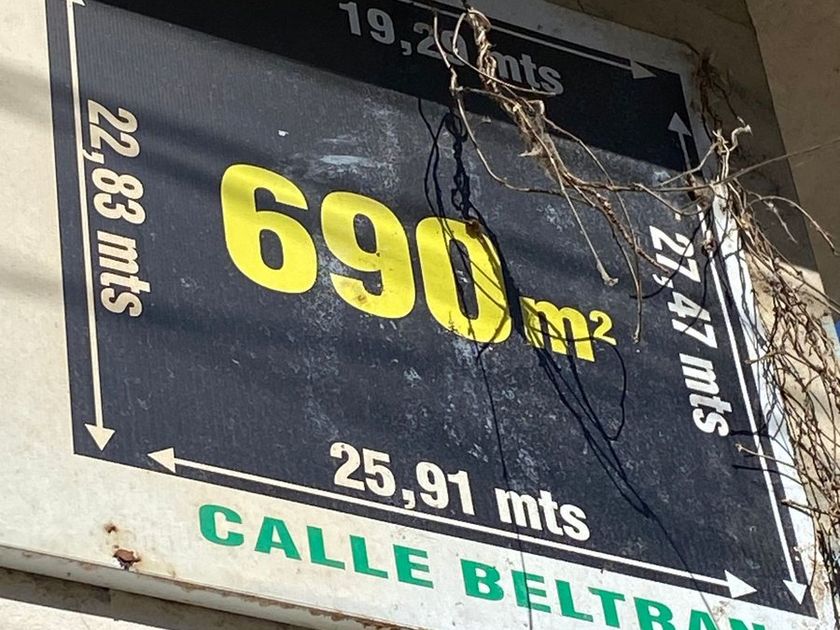 19,20 mts
22,83 mts
690 m²
27,47 mts
25,91 mts
CALLE BELTRAN